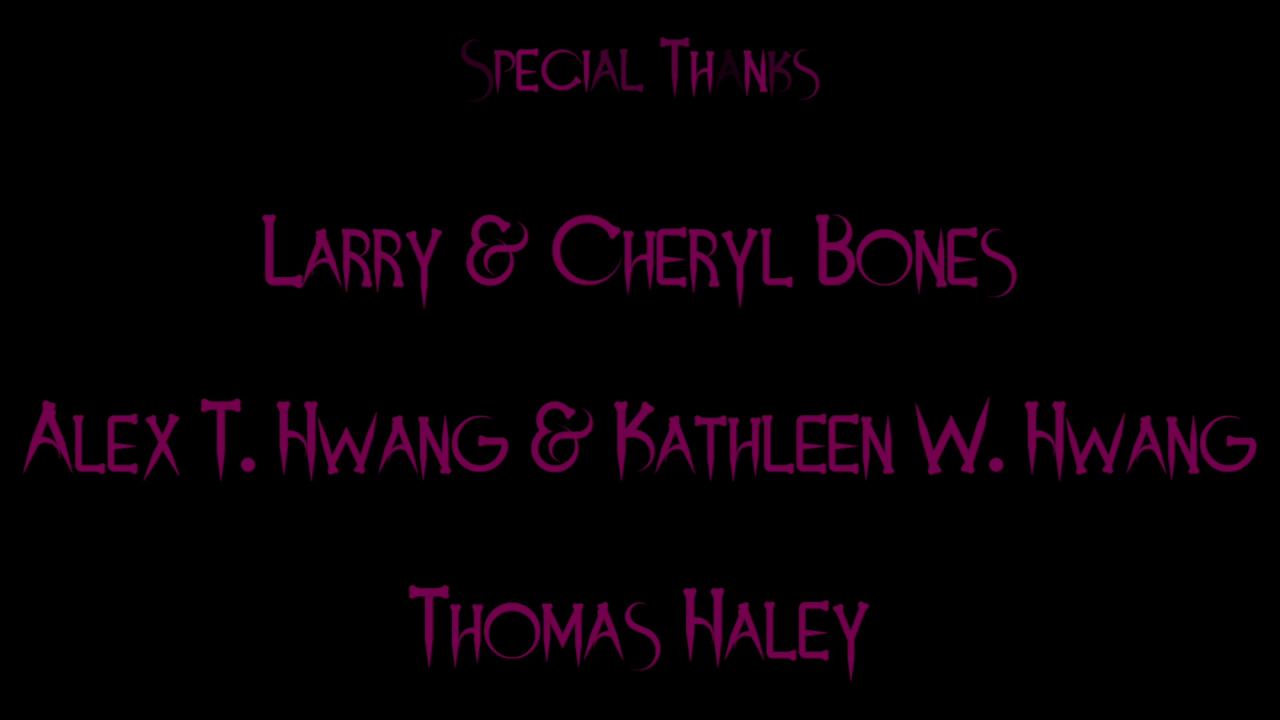 Special Thanks
Larry & Cheryl Bones
Alex T. Hwang & Kathleen W. Hwang
Thomas Haley